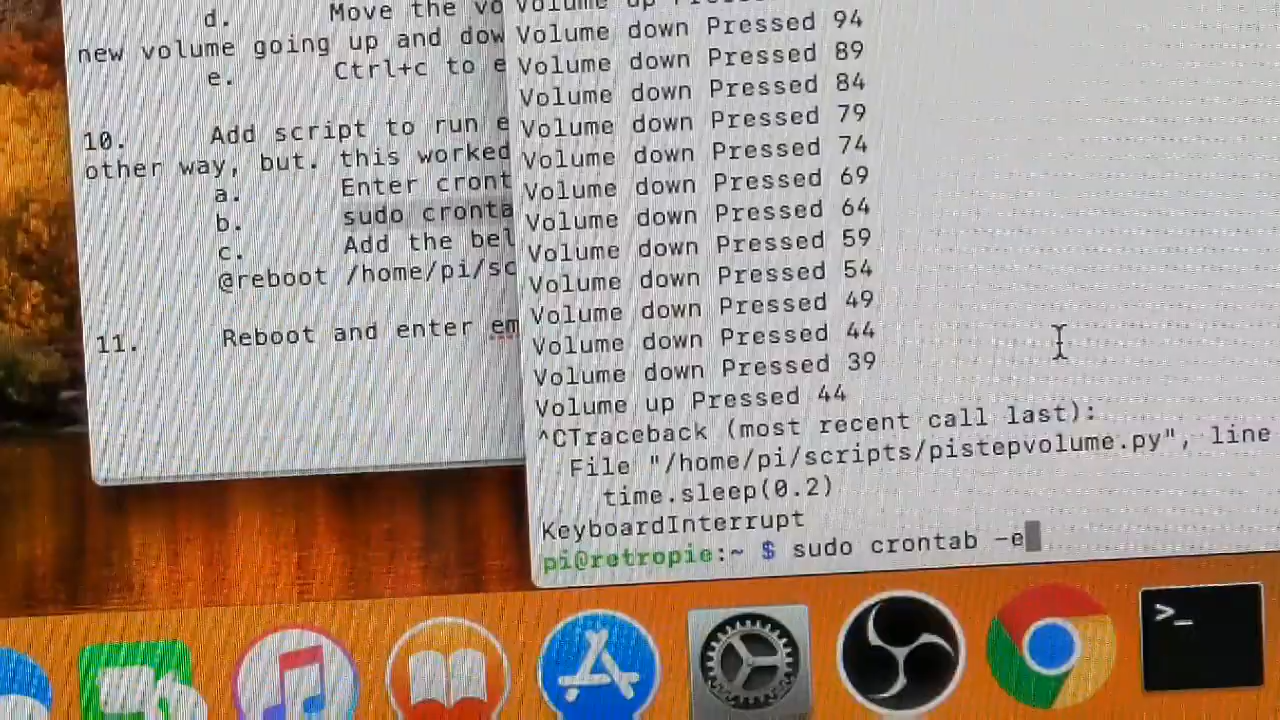 d. Move the vo
new volume going up and dow
e. Ctrl+c to e
10. Add script to run e
other way, but. this worked
a. Enter cront
b. sudo cronta
c. Add the bel
@reboot /home/pi/sc
11. Reboot and enter em
Volume up
Volume down Pressed 94
Volume down Pressed 89
Volume down Pressed 84
Volume down Pressed 79
Volume down Pressed 74
Volume down Pressed 69
Volume down Pressed 64
Volume down Pressed 59
Volume down Pressed 54
Volume down Pressed 49
Volume down Pressed 44
Volume down Pressed 39
Volume up Pressed 44
^CTraceback (most recent call last):
File "/home/pi/scripts/pistepvolume.py", line
time.sleep(0.2)
KeyboardInterrupt
pi@retropie:~ $ sudo crontab -e
>_